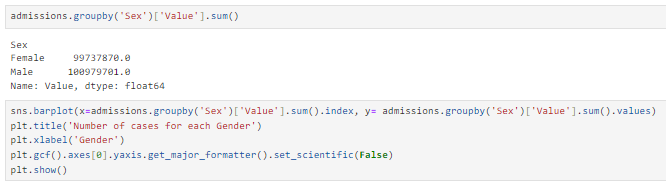 admissions.groupby('Sex')['Value'].sum()
Sex
Female     99737870.0
Male      100979701.0
Name: Value, dtype: float64
sns.barplot(x=admissions.groupby('Sex')['Value'].sum().index, y= admissions.groupby('Sex')['Value'].sum().values)
plt.title('Number of cases for each Gender')
plt.xlabel('Gender')
plt.gcf().axes[0].yaxis.get_major_formatter().set_scientific(False)
plt.show()